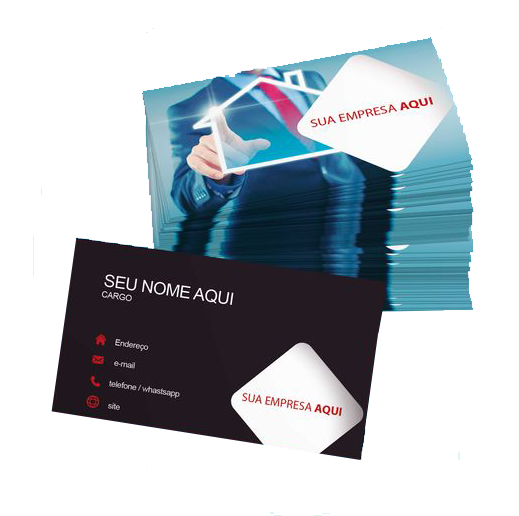 SUA EMPRESA AQUI
SEU NOME AQUI
CARGO
Endereço
e-mail
telefone / whastsapp
site
SUA EMPRESA AQUI